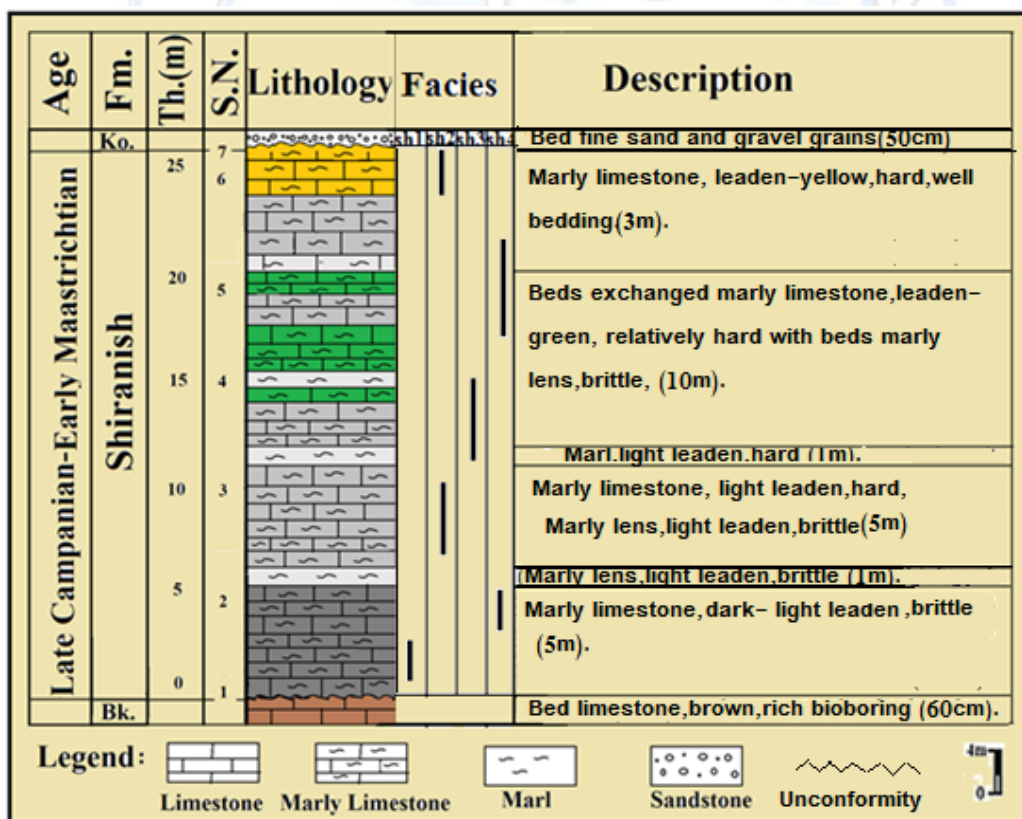 Age
Fm.
Th.(m)
S.N.
Lithology
Facies
Description
Late Campanian-Early Maastrichtian
Ko.
Shiranish
Bk.
25
20
15
10
5
0
7
6
5
4
3
2
1
sh1 sh2 sh3 sh4
Bed fine sand and gravel grains(50cm)
Marly limestone, leaden-yellow,hard,well
bedding(3m).
Beds exchanged marly limestone,leaden-
green, relatively hard with beds marly
lens,brittle, (10m).
Marl.light leaden.hard (1m).
Marly limestone, light leaden,hard,
Marly lens,light leaden,brittle(5m)
(Marly lens,light leaden,brittle (1m).
Marly limestone,dark- light leaden ,brittle
(5m).
Bed limestone,brown,rich bioboring (60cm).
Legend:
Limestone
Marly Limestone
Marl
Sandstone
Unconformity
4m
0